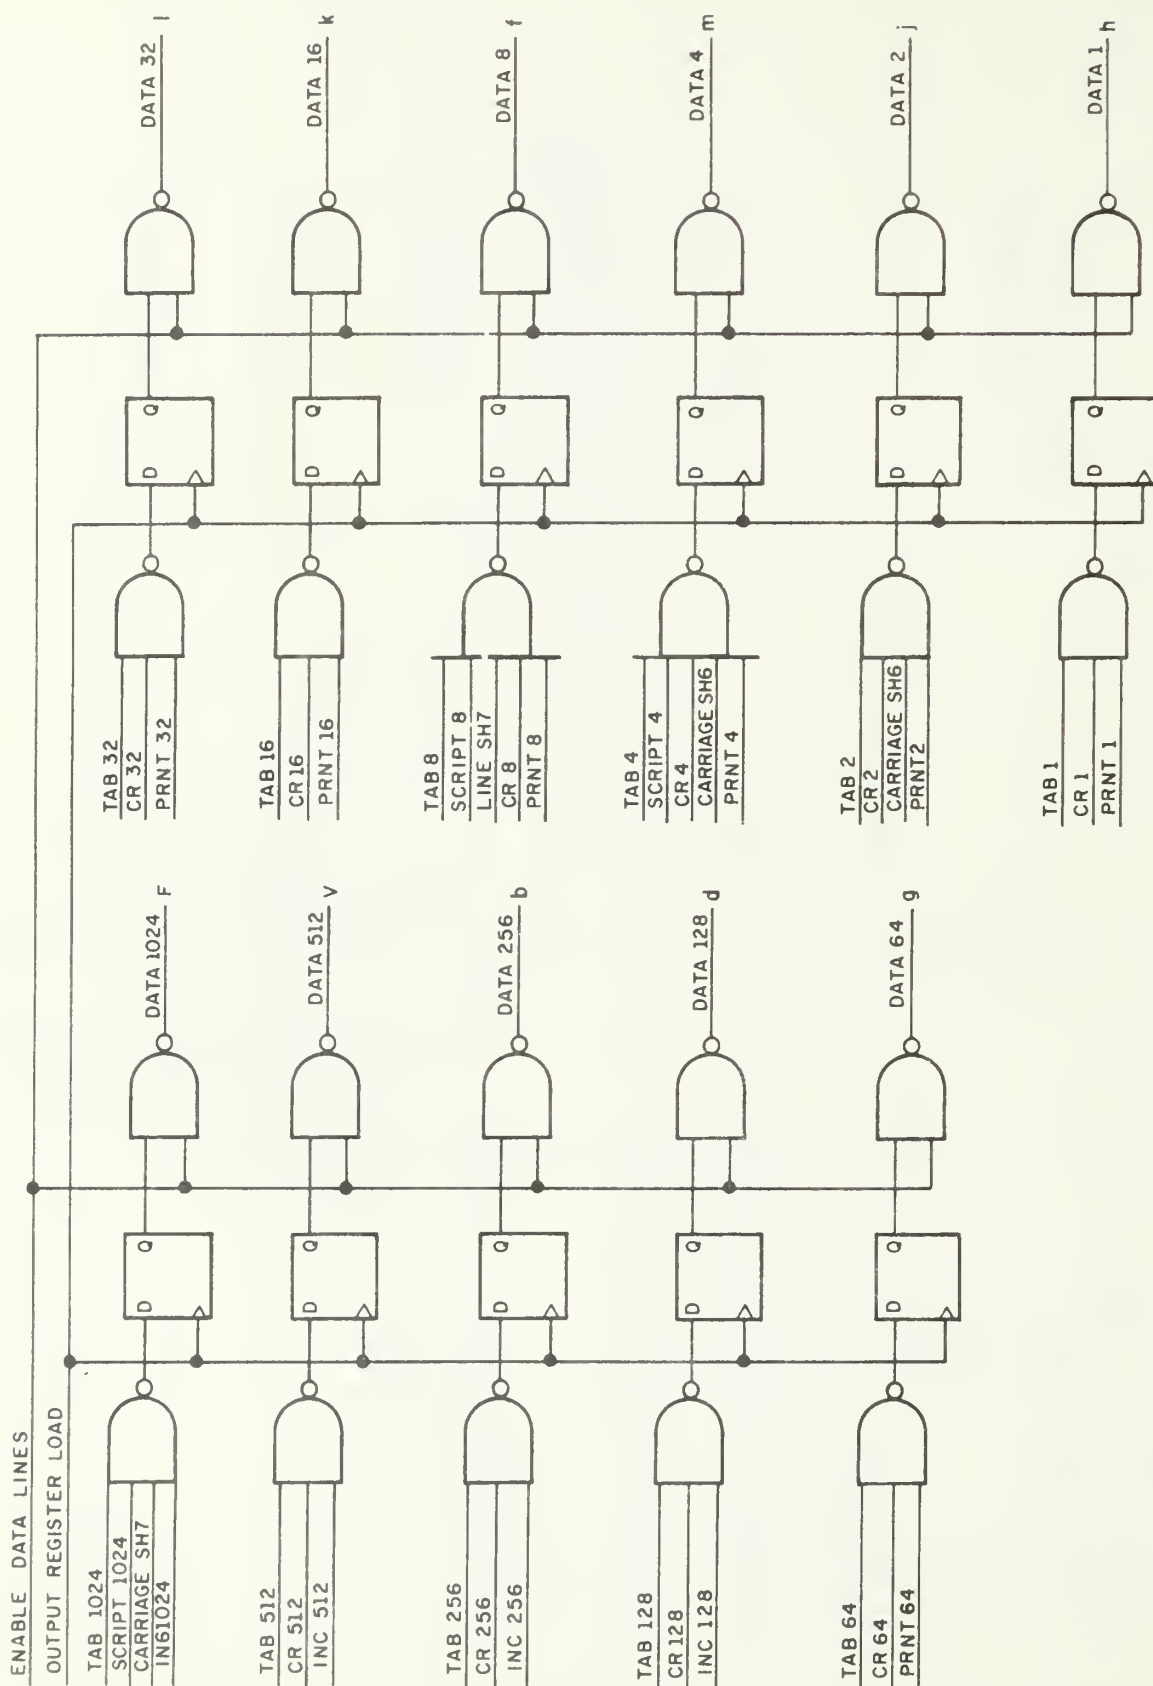 ENABLE DATA LINES
OUTPUT REGISTER LOAD
TAB 1024
SCRIPT 1024
CARRIAGE SH7
IN61024
D
Q
DATA 1024
F
TAB 512
CR 512
INC 512
D
Q
DATA 512
V
TAB 256
CR 256
INC 256
D
Q
DATA 256
b
TAB 128
CR 128
INC 128
D
Q
DATA 128
d
TAB 64
CR 64
PRNT 64
D
Q
DATA 64
g
TAB 32
CR 32
PRNT 32
D
Q
DATA 32
l
TAB 16
CR 16
PRNT 16
D
Q
DATA 16
k
TAB 8
SCRIPT 8
LINE SH7
CR 8
PRNT 8
D
Q
DATA 8
f
TAB 4
SCRIPT 4
CR 4
CARRIAGE SH6
PRNT 4
D
Q
DATA 4
m
TAB 2
CR 2
CARRIAGE SH6
PRNT2
D
Q
DATA 2
j
TAB 1
CR 1
PRNT 1
D
Q
DATA 1
h